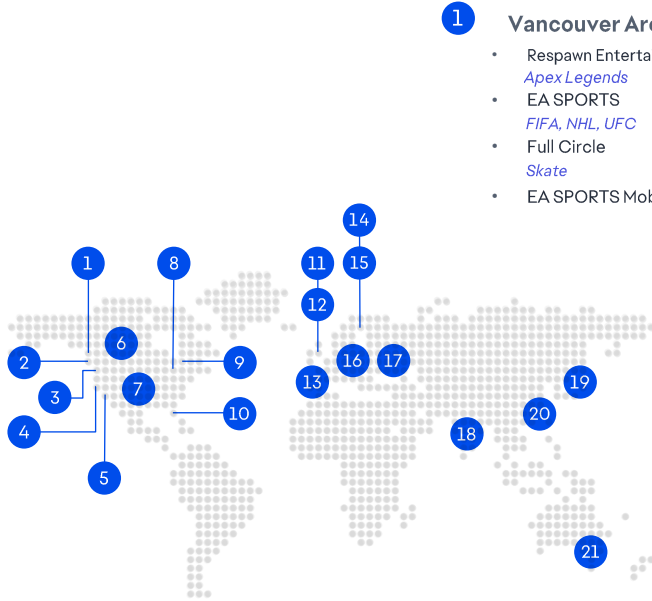 1 Vancouver Are
• Respawn Enterta
Apex Legends
• EA SPORTS
FIFA, NHL, UFC
• Full Circle
Skate
• EA SPORTS Mob
14
1 8 11 15
12
6
2 9 16 17
7 13 19
3
10 20
4 18
5
21